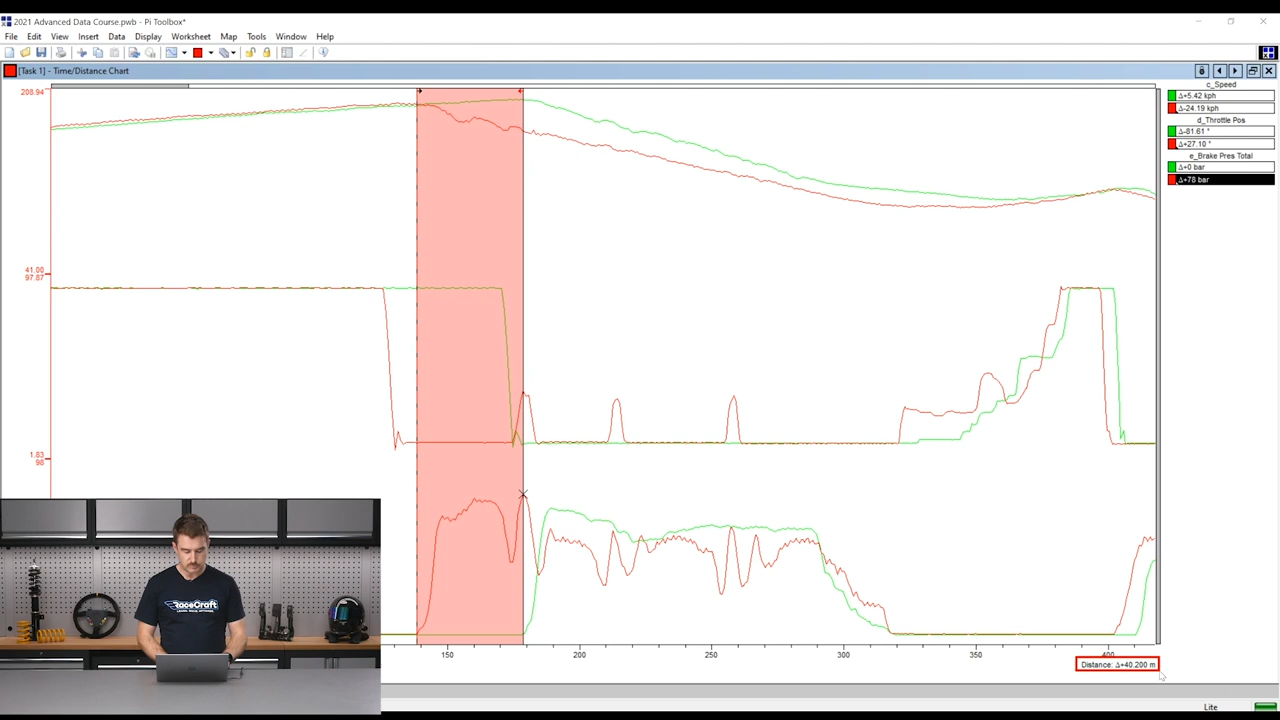 2021 Advanced Data Course.pwb - Pi Toolbox*
File Edit View Insert Data Display Worksheet Map Tools Window Help
[Task 1] - Time/Distance Chart
208.94
41.00
97.87
1.83
98
c_Speed
Δ+5.42 kph
Δ-24.19 kph
d_Throttle Pos
Δ-81.61 °
Δ+27.10 °
e_Brake Pres Total
Δ+0 bar
Δ+78 bar
RaceCraft
150 200 250 300 350 400
Distance: Δ+40.200 m
Lite